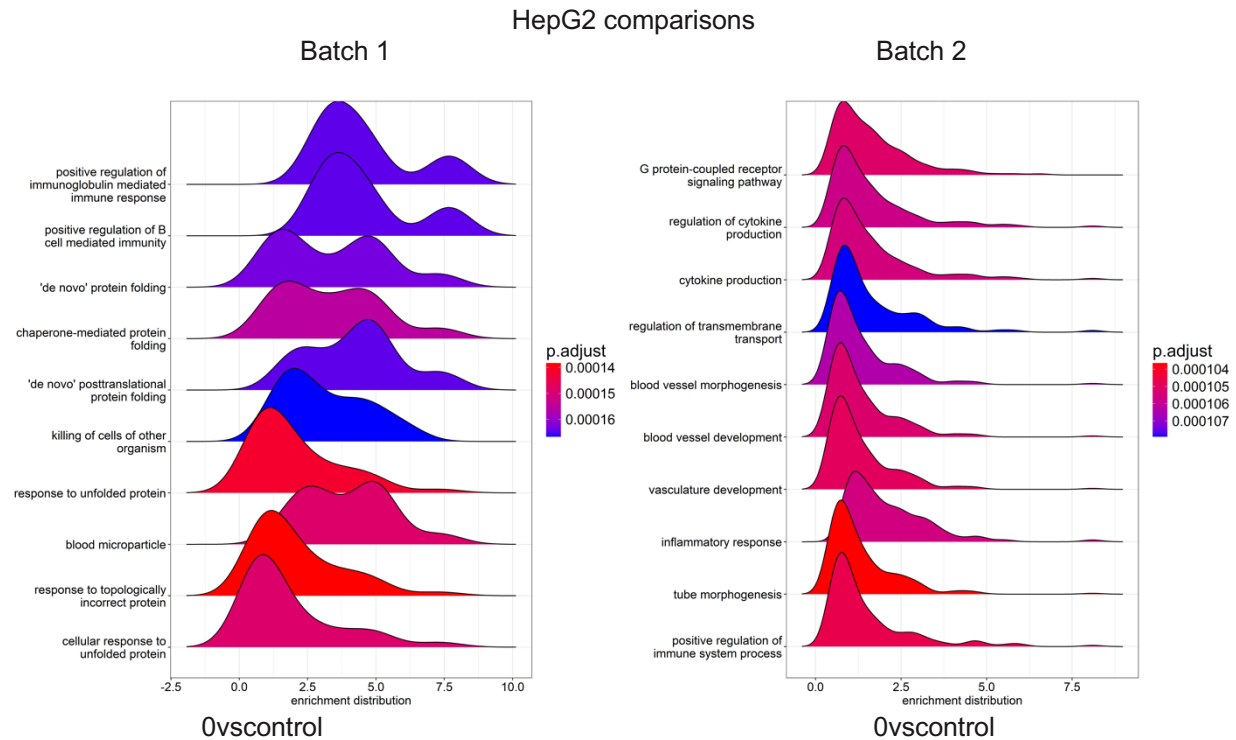 HepG2 comparisons
Batch 1
Batch 2
positive regulation of
immunoglobulin mediated
immune response
positive regulation of B
cell mediated immunity
'de novo' protein folding
chaperone-mediated protein
folding
'de novo' posttranslational
protein folding
killing of cells of other
organism
response to unfolded protein
blood microparticle
response to topologically
incorrect protein
cellular response to
unfolded protein
-2.5 0.0 2.5 5.0 7.5 10.0
enrichment distribution
p.adjust
0.00014
0.00015
0.00016
0vscontrol
G protein-coupled receptor
signaling pathway
regulation of cytokine
production
cytokine production
regulation of transmembrane
transport
blood vessel morphogenesis
blood vessel development
vasculature development
inflammatory response
tube morphogenesis
positive regulation of
immune system process
0.0 2.5 5.0 7.5
enrichment distribution
p.adjust
0.000104
0.000105
0.000106
0.000107
0vscontrol